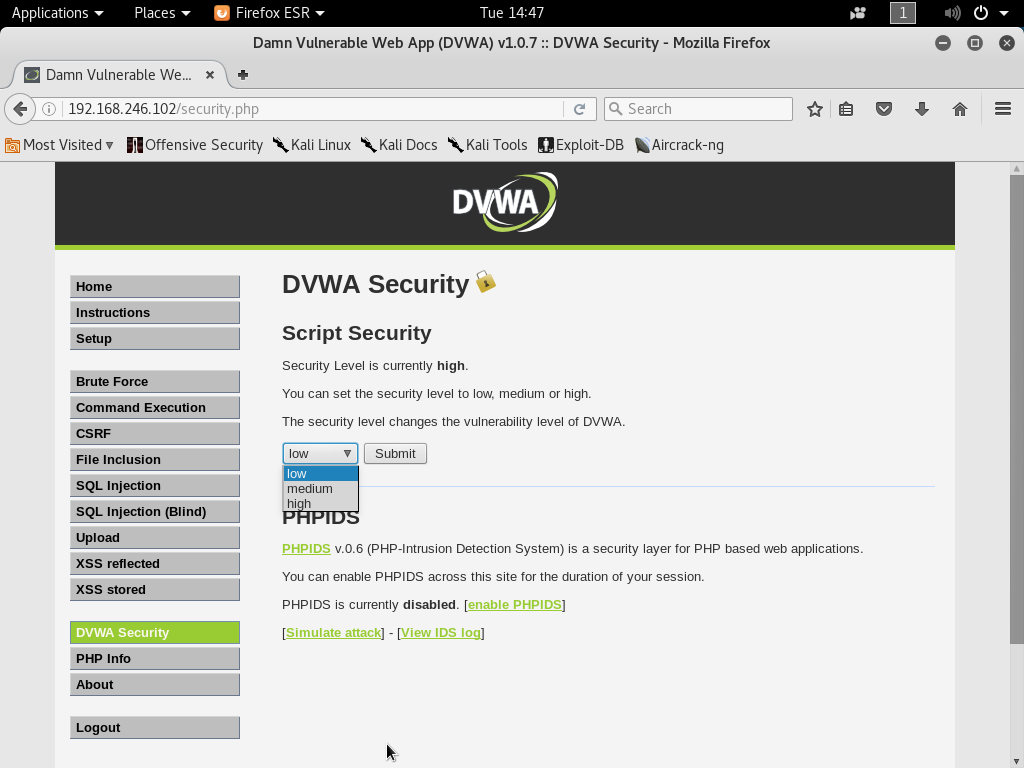 Applications Places Firefox ESR Tue 14:47 1
Damn Vulnerable Web App (DVWA) v1.0.7 :: DVWA Security - Mozilla Firefox
Damn Vulnerable We...
192.168.246.102/security.php Search
Most Visited Offensive Security Kali Linux Kali Docs Kali Tools Exploit-DB Aircrack-ng
DVWA
Home
Instructions
Setup
Brute Force
Command Execution
CSRF
File Inclusion
SQL Injection
SQL Injection (Blind)
Upload
XSS reflected
XSS stored
DVWA Security
PHP Info
About
Logout
DVWA Security
Script Security
Security Level is currently high.
You can set the security level to low, medium or high.
The security level changes the vulnerability level of DVWA.
low Submit
low
medium
high
PHPIDS
PHPIDS v.0.6 (PHP-Intrusion Detection System) is a security layer for PHP based web applications.
You can enable PHPIDS across this site for the duration of your session.
PHPIDS is currently disabled. [enable PHPIDS]
[Simulate attack] - [View IDS log]